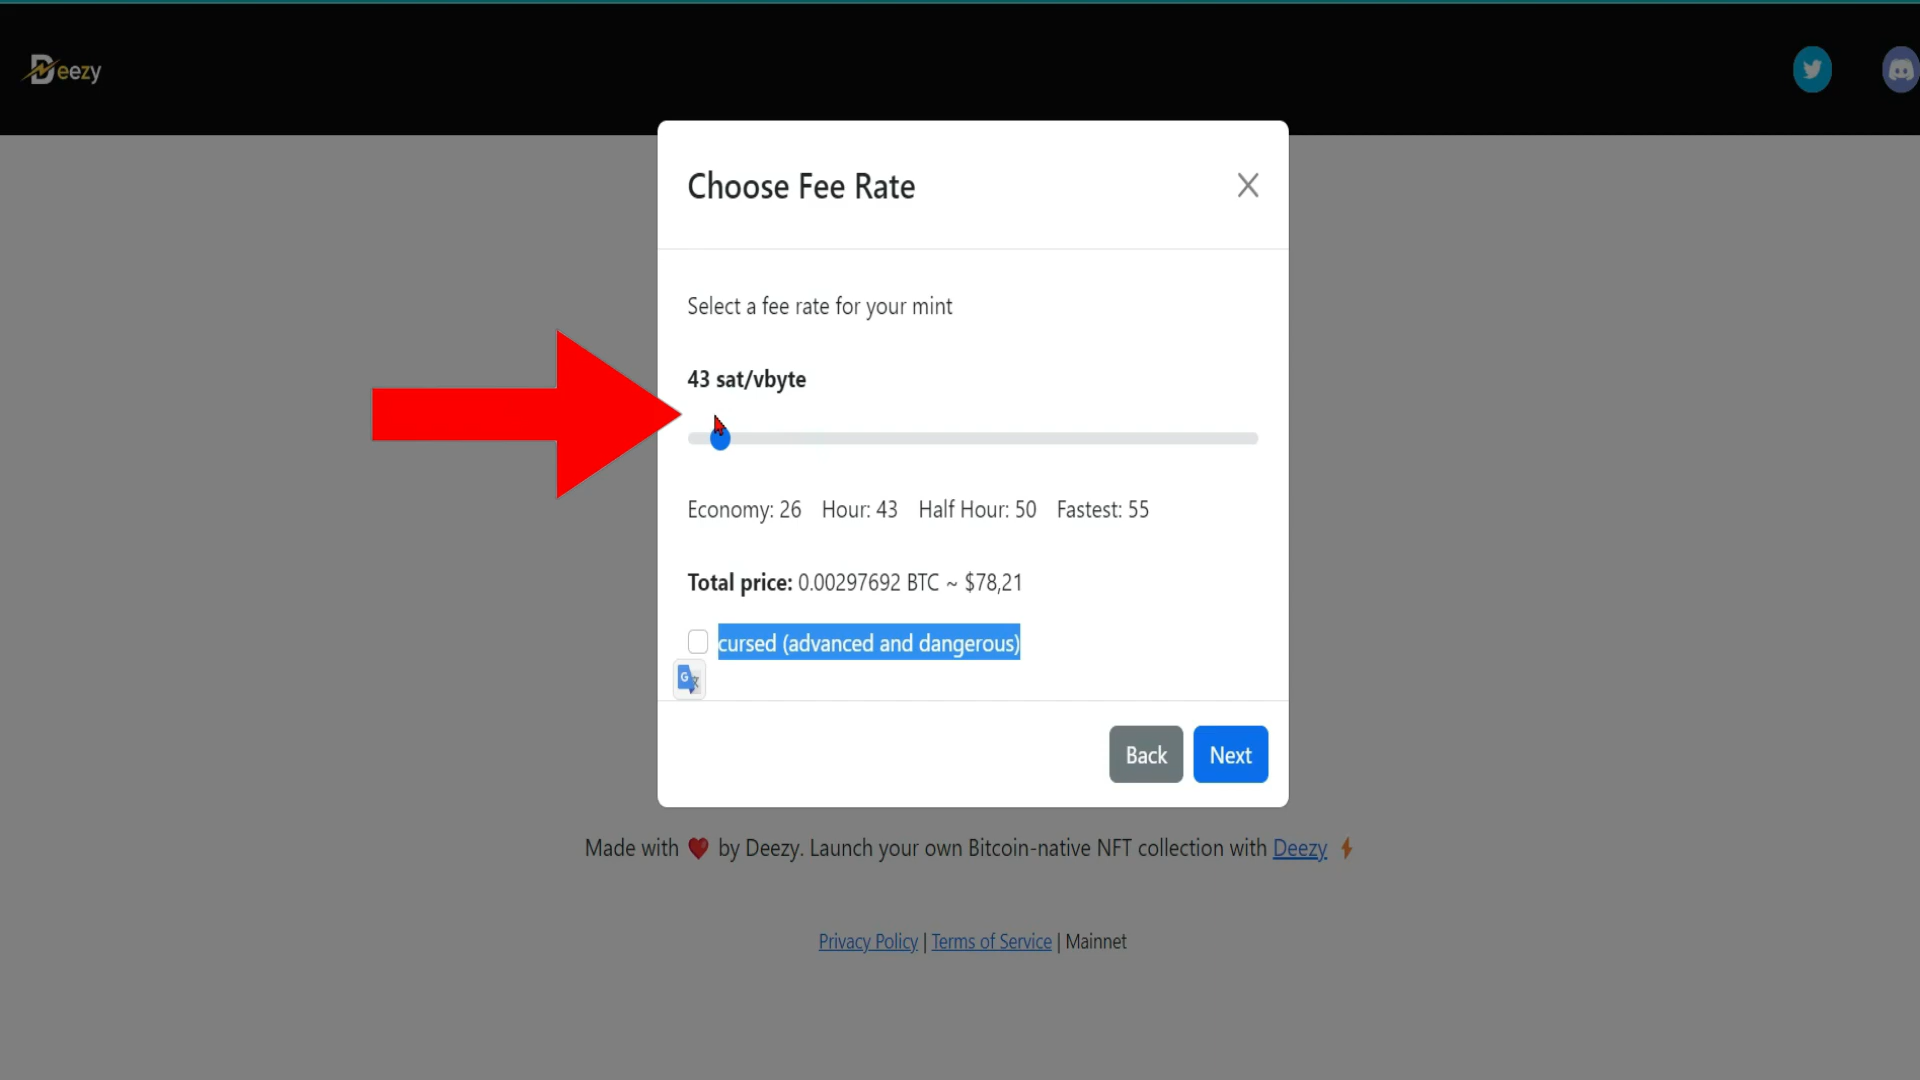 Deezy
Choose Fee Rate
Select a fee rate for your mint
43 sat/vbyte
Economy: 26 Hour: 43 Half Hour: 50 Fastest: 55
Total price: 0.00297692 BTC ~ $78,21
cursed (advanced and dangerous)
G
Back Next
Made with ❤️ by Deezy. Launch your own Bitcoin-native NFT collection with Deezy ⚡
Privacy Policy | Terms of Service | Mainnet